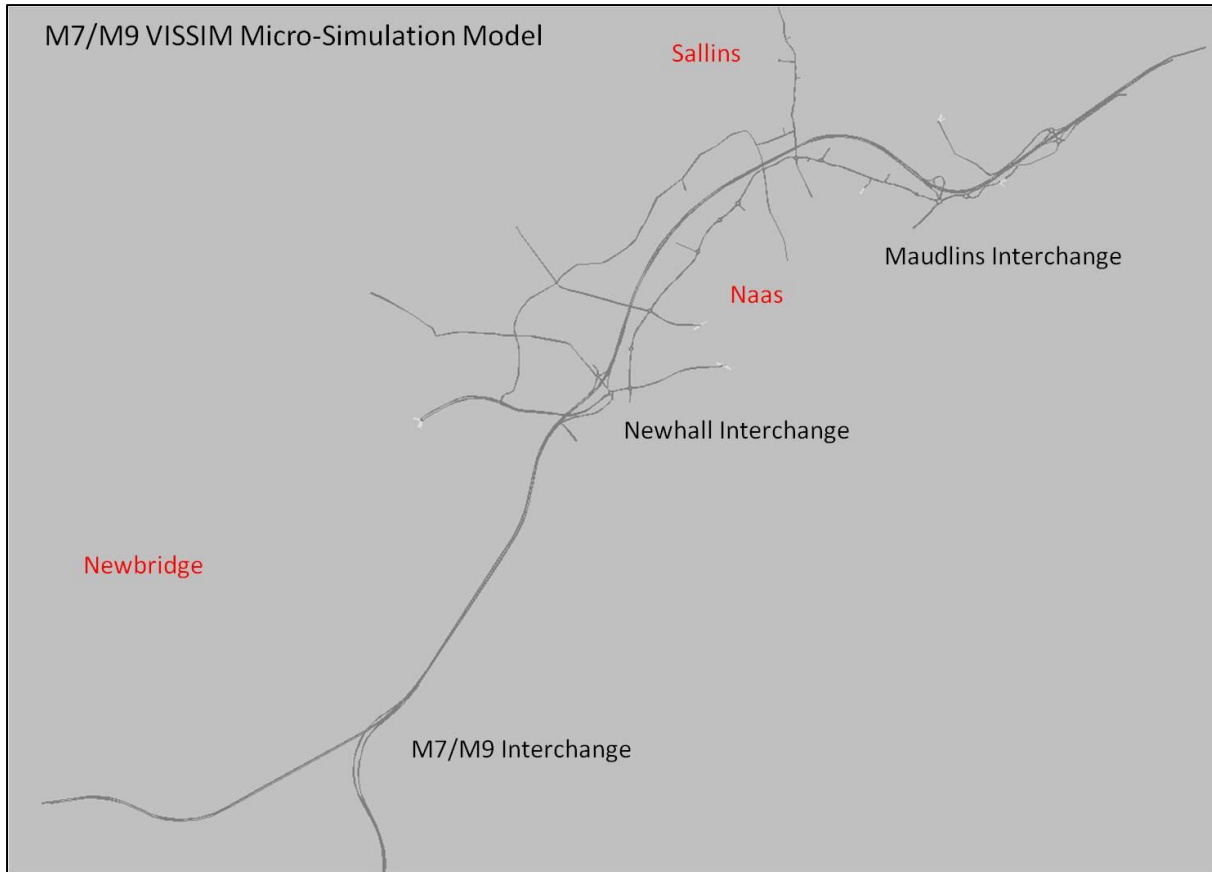 M7/M9 VISSIM Micro-Simulation Model
Sallins
Maudlins Interchange
Naas
Newhall Interchange
Newbridge
M7/M9 Interchange